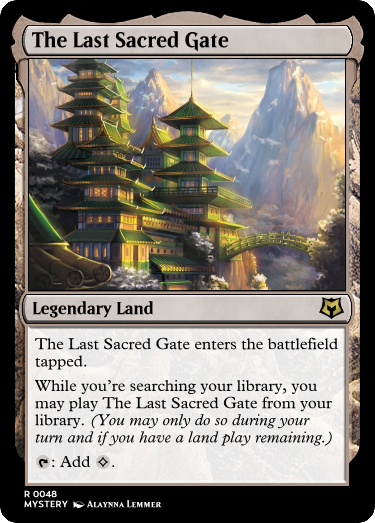 The Last Sacred Gate
Legendary Land
The Last Sacred Gate enters the battlefield
tapped.
While you're searching your library, you
may play The Last Sacred Gate from your
library. (You may only do so during your
turn and if you have a land play remaining.)
: Add .
R 0048
MYSTERY Alaynna Lemmer